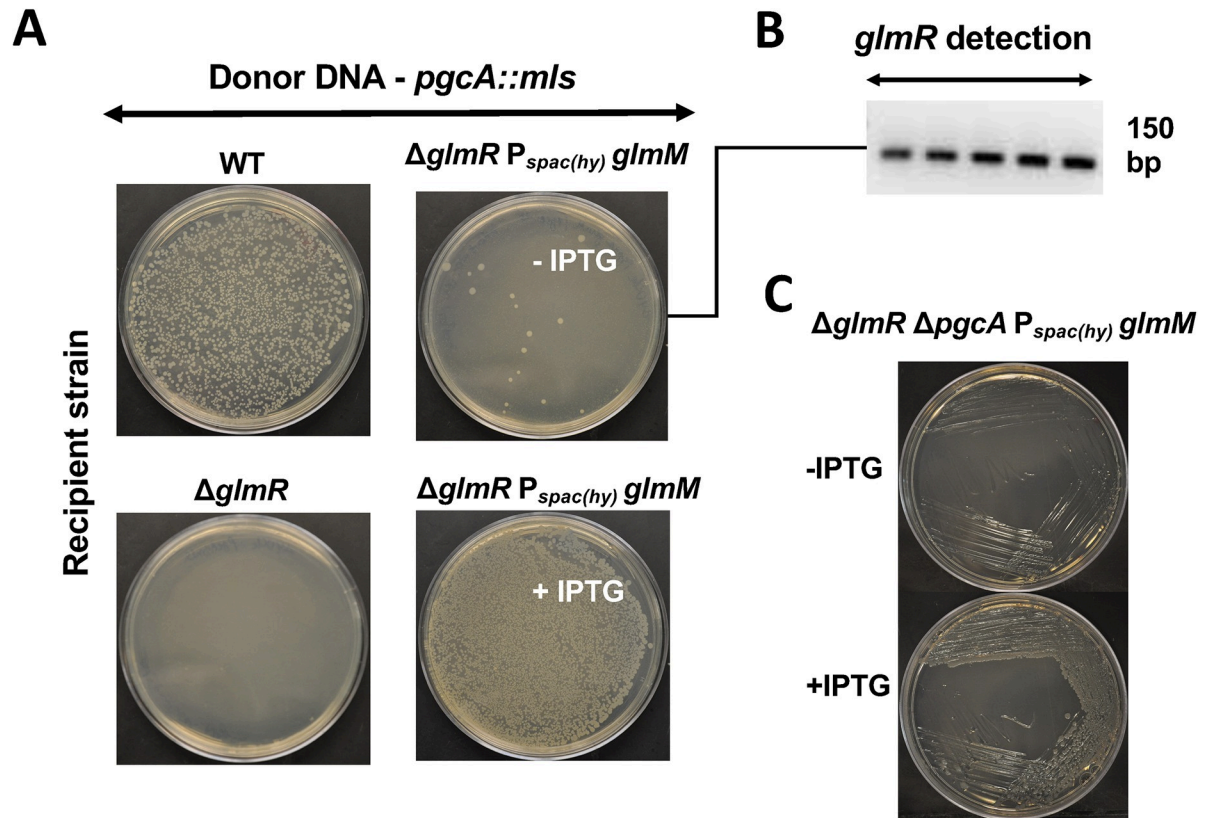 A
Donor DNA - pgcA::mls
WT
ΔglmR Pspac(hy) glmM
- IPTG
Recipient strain
ΔglmR
ΔglmR Pspac(hy) glmM
+ IPTG
B
glmR detection
150
bp
C
ΔglmR ΔpgcA Pspac(hy) glmM
-IPTG
+IPTG